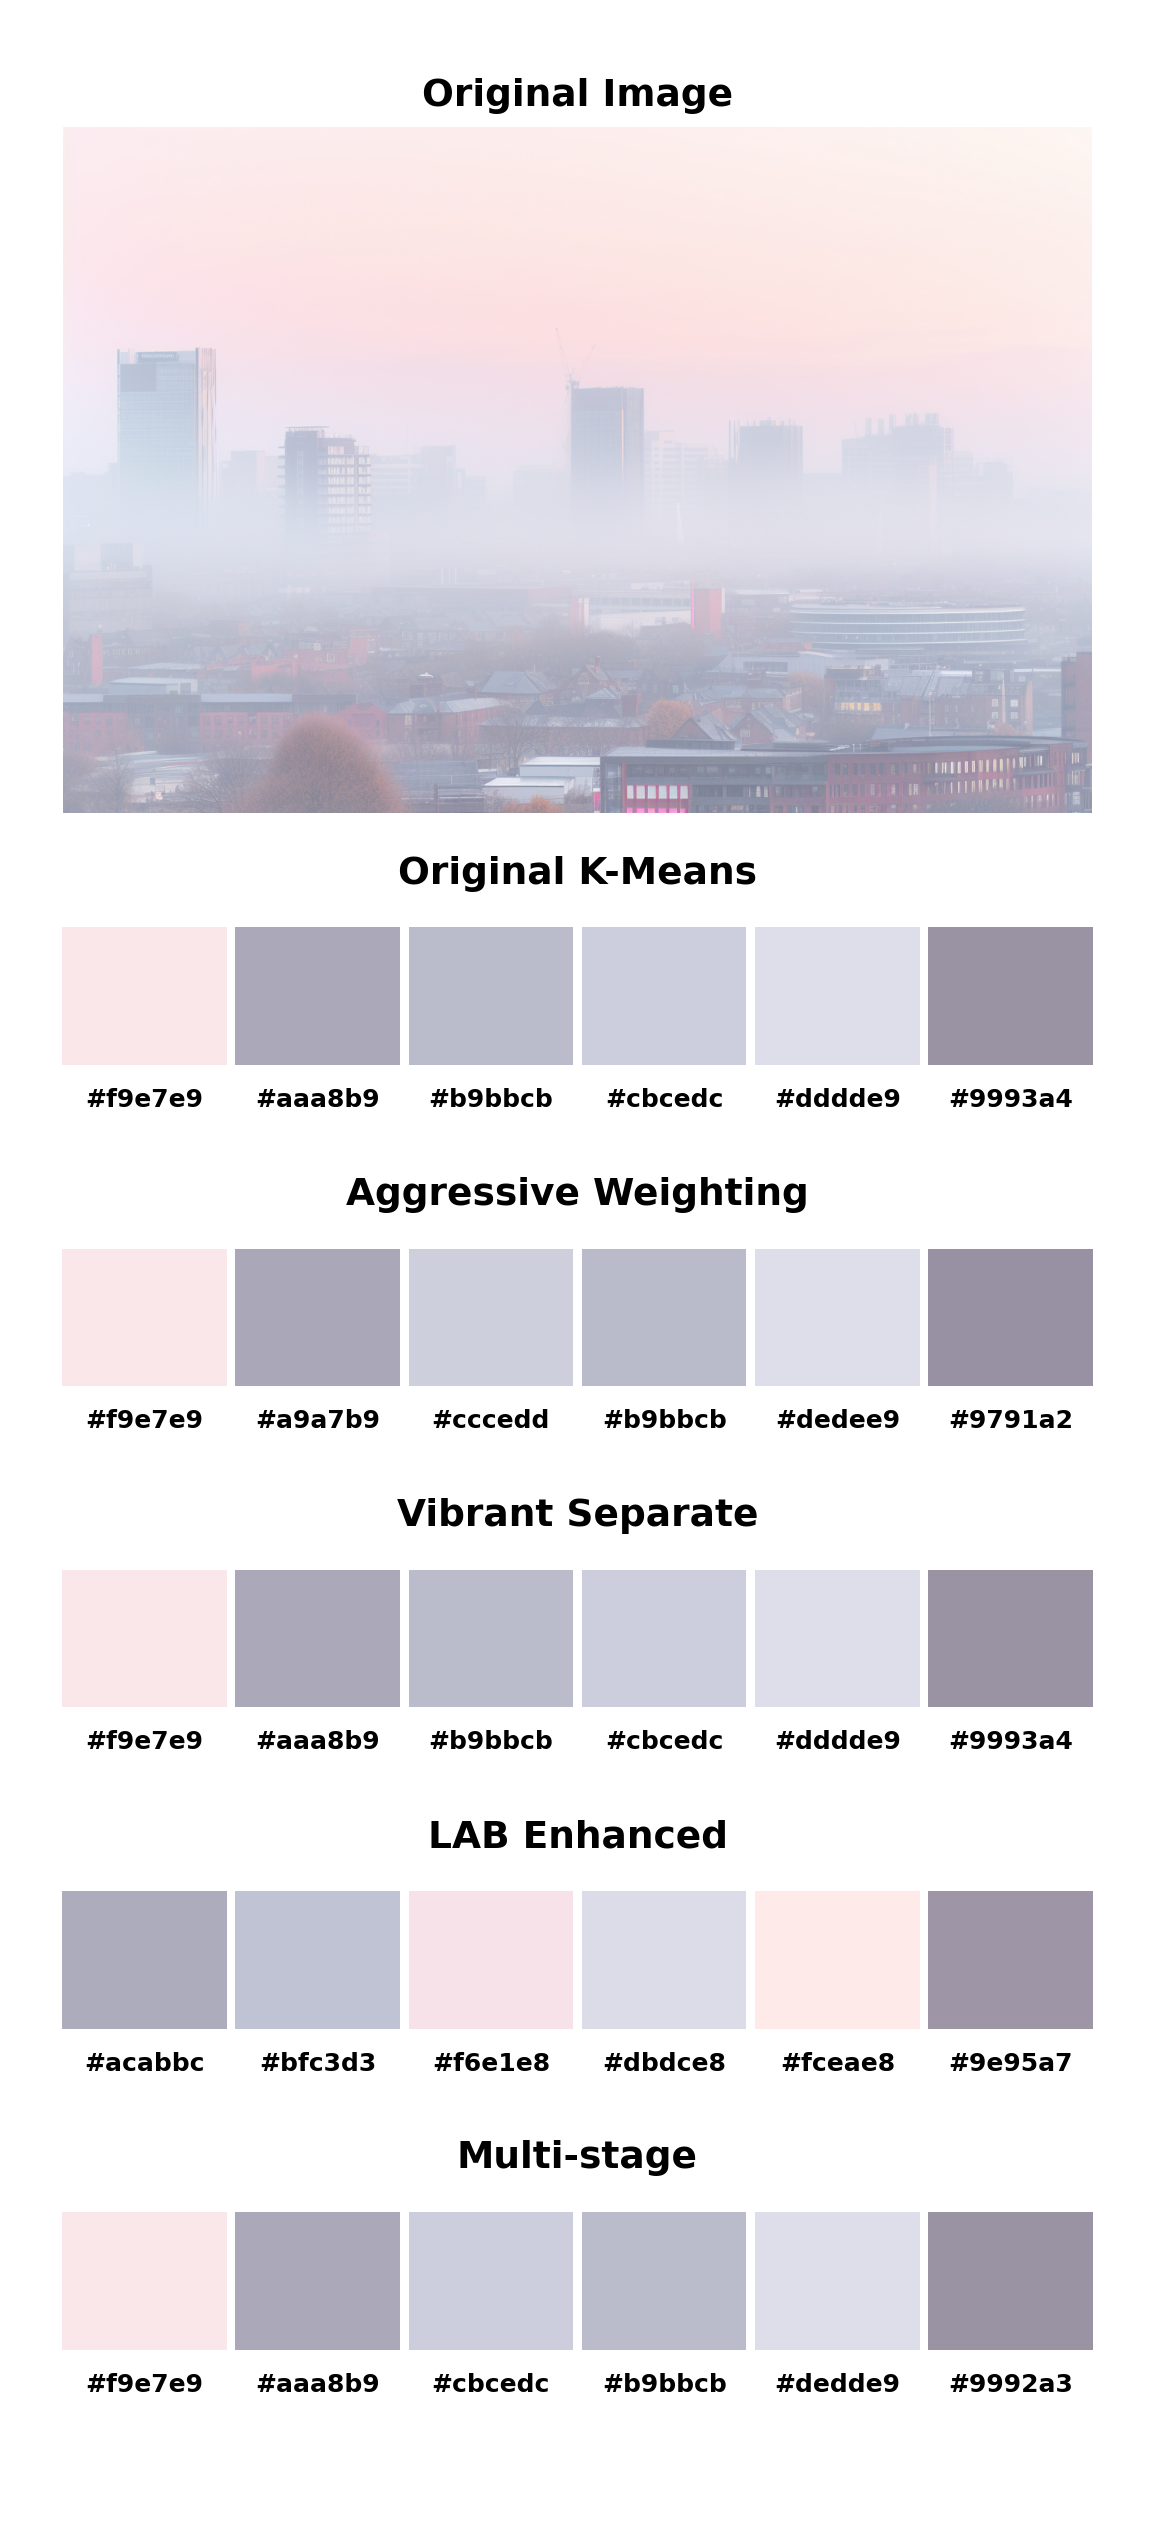 Original Image
Original K-Means
#f9e7e9 #aaa8b9 #b9bbcb #cbcedc #dddde9 #9993a4
Aggressive Weighting
#f9e7e9 #a9a7b9 #cccedd #b9bbcb #dedee9 #9791a2
Vibrant Separate
#f9e7e9 #aaa8b9 #b9bbcb #cbcedc #dddde9 #9993a4
LAB Enhanced
#acabbc #bfc3d3 #f6e1e8 #dbdce8 #fceae8 #9e95a7
Multi-stage
#f9e7e9 #aaa8b9 #cbcedc #b9bbcb #dedde9 #9992a3